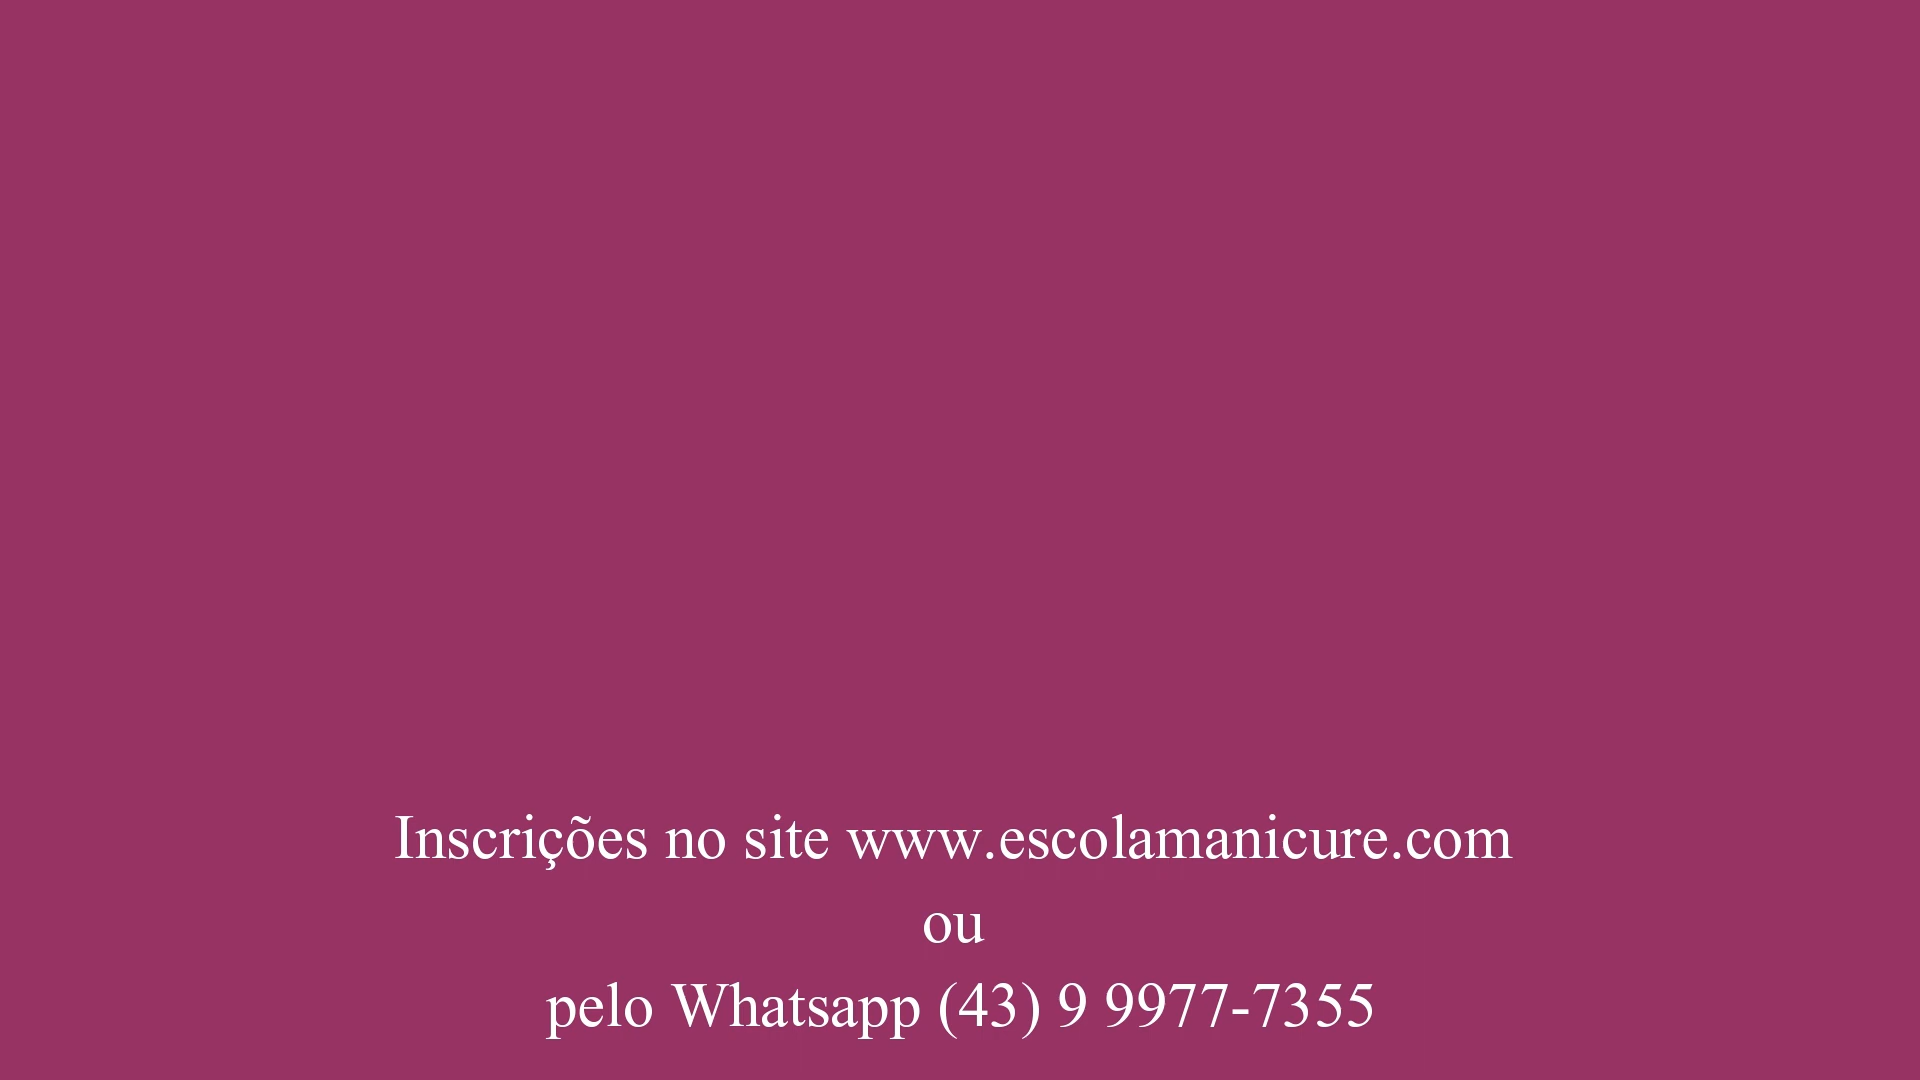 Inscrições no site www.escolamanicure.com
ou
pelo Whatsapp (43) 9 9977-7355